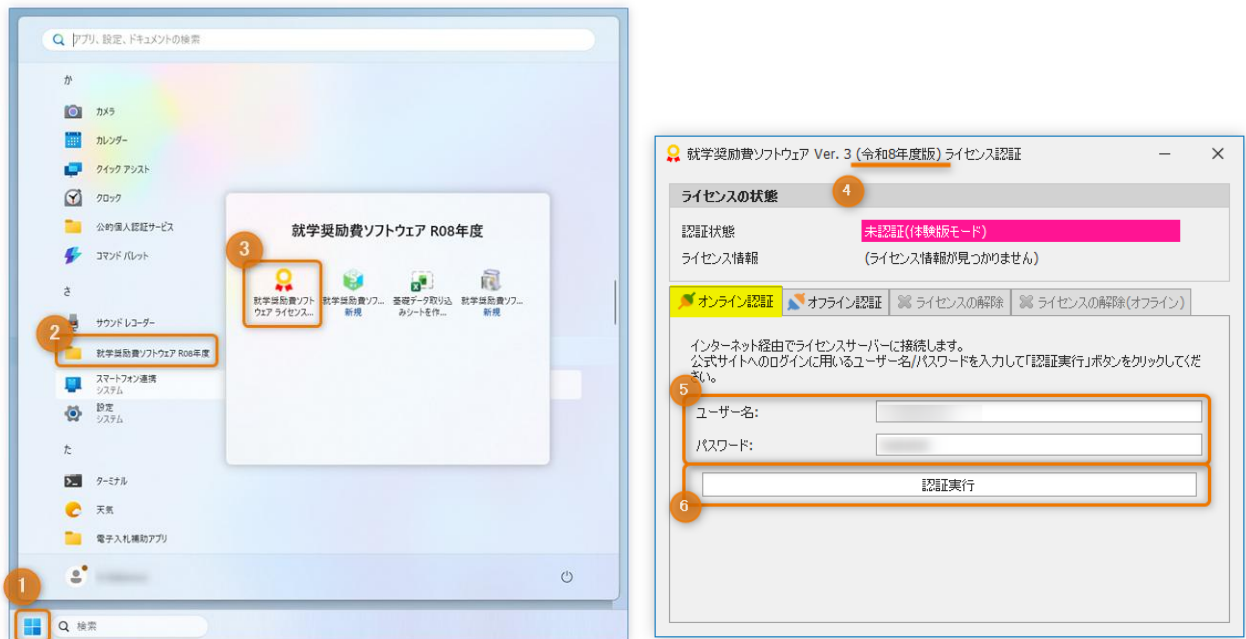 アプリ、設定、ドキュメントの検索
か
カメラ
カレンダー
クイック アシスト
クロック
公的個人認証サービス
コマンド パレット
さ
サウンド レコーダー
2
就学奨励費ソフトウェア R08年度
スマートフォン連携
システム
設定
システム
た
ターミナル
天気
電子入札補助アプリ
1
検索
就学奨励費ソフトウェア R08年度
3
就学奨励費ソフト
ウェア ライセンス...
就学奨励費ソフ...
新規
基礎データ取り込
みシートを作...
就学奨励費ソフ...
新規
就学奨励費ソフトウェア Ver. 3 (令和8年度版) ライセンス認証
4
ライセンスの状態
認証状態
未認証(体験版モード)
ライセンス情報
(ライセンス情報が見つかりません)
オンライン認証
オフライン認証
ライセンスの解除
ライセンスの解除(オフライン)
インターネット経由でライセンスサーバーに接続します。
公式サイトへのログインに用いるユーザー名/パスワードを入力して「認証実行」ボタンをクリックしてくだ
さい。
5
ユーザー名:
パスワード:
認証実行
6